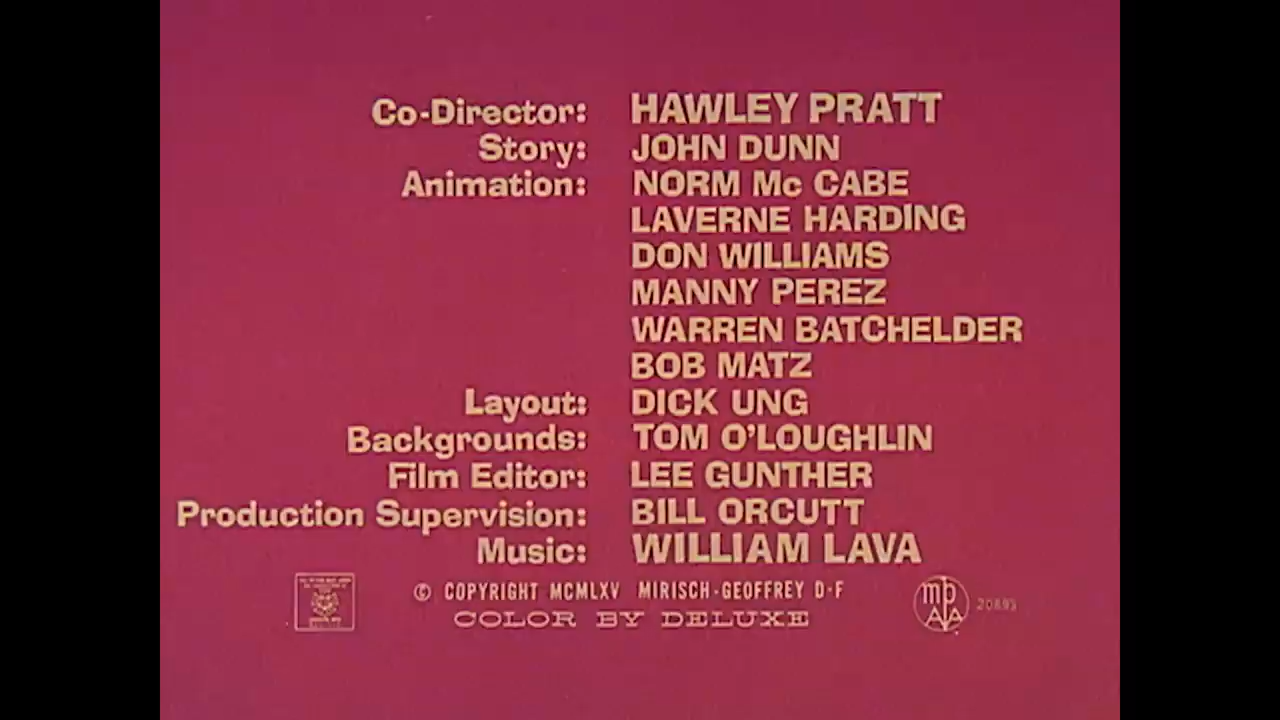 Co-Director: HAWLEY PRATT
Story: JOHN DUNN
Animation: NORM Mc CABE
LAVERNE HARDING
DON WILLIAMS
MANNY PEREZ
WARREN BATCHELDER
BOB MATZ
Layout: DICK UNG
Backgrounds: TOM O'LOUGHLIN
Film Editor: LEE GUNTHER
Production Supervision: BILL ORCUTT
Music: WILLIAM LAVA
© COPYRIGHT MCMLXV MIRISCH-GEOFFREY D-F
COLOR BY DELUXE
mpAA